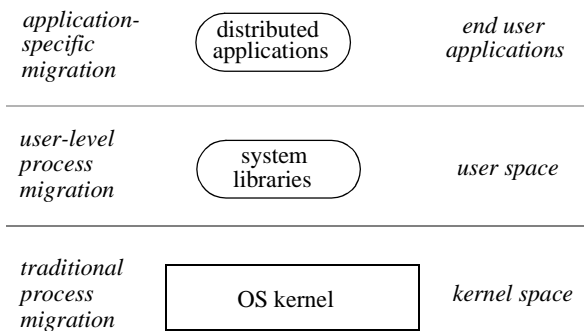 application-
specific
migration
distributed
applications
end user
applications
user-level
process
migration
system
libraries
user space
traditional
process
migration
OS kernel
kernel space